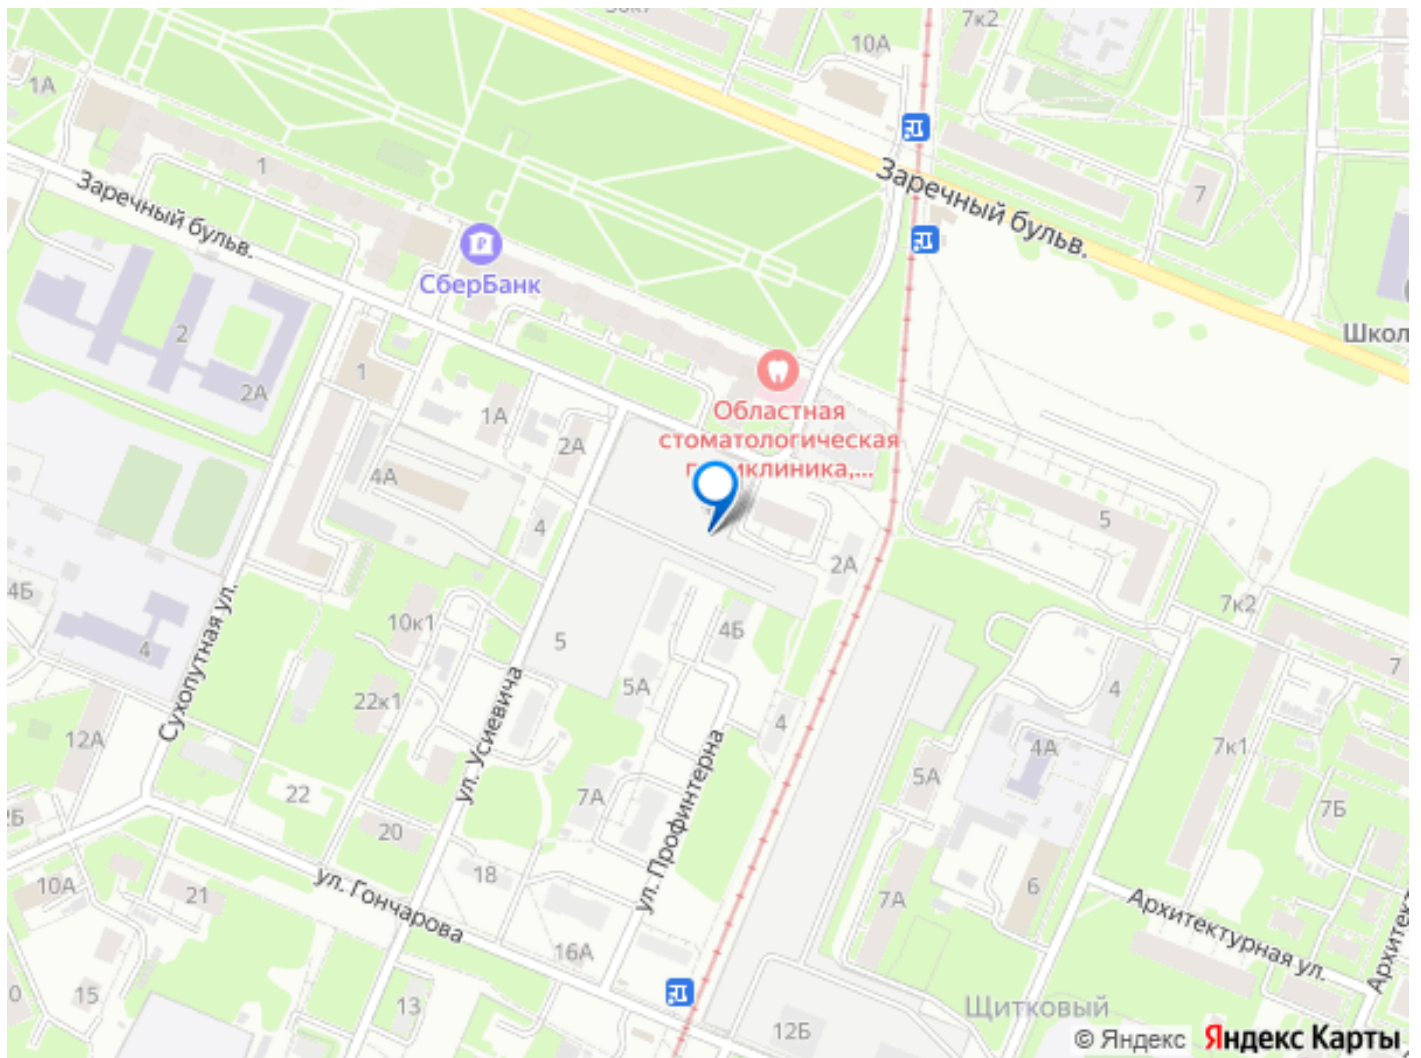 7к2
10А
1А
1
Заречный бульв.
Заречный бульв.
7
СберБанк
2
2А
1
Школ
Областная
стоматологическая
1А
2А
4А
4
5
2А
7к2
4Б
10к1
4
4Б
5
5А
22к1
Сухопутная ул.
ул. Усиевича
4
4
7
12А
4А
7к1
5А
22
7А
7Б
20
ул. Профинтерна
18
10А
21
ул. Гончарова
7А
6
Архитектурная ул.
16А
15
13
12Б
Щитковый
© Яндекс
Яндекс Карты